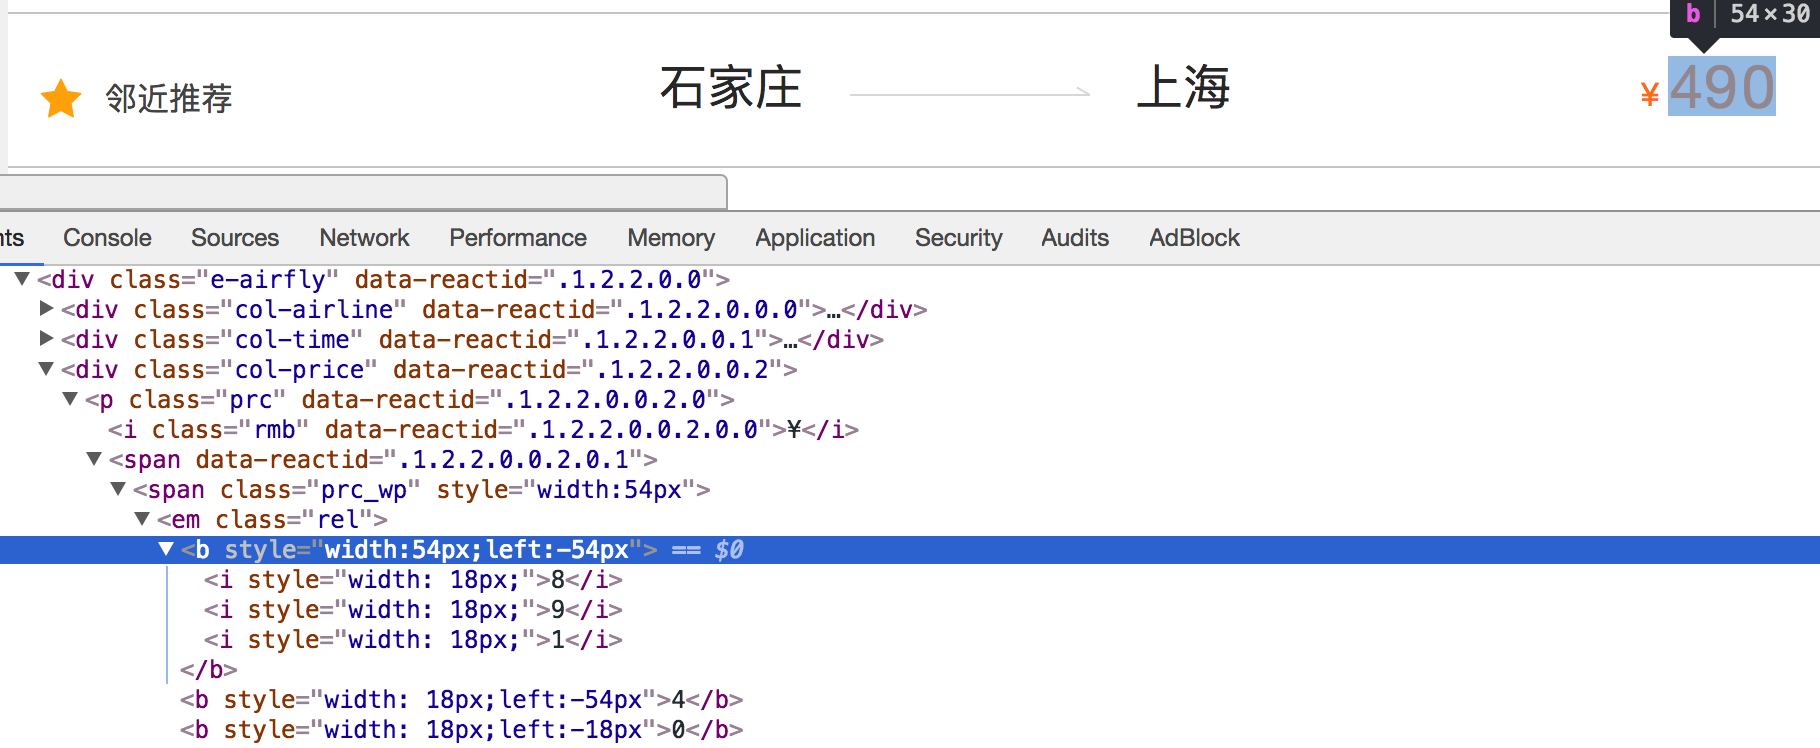 b 54×30
邻近推荐 石家庄 上海 ¥ 490
nts Console Sources Network Performance Memory Application Security Audits AdBlock
▼<div class="e-airfly" data-reactid=".1.2.2.0.0">
▶<div class="col-airline" data-reactid=".1.2.2.0.0.0">…</div>
▶<div class="col-time" data-reactid=".1.2.2.0.0.1">…</div>
▼<div class="col-price" data-reactid=".1.2.2.0.0.2">
▼<p class="prc" data-reactid=".1.2.2.0.0.2.0">
<i class="rmb" data-reactid=".1.2.2.0.0.2.0.0">¥</i>
▼<span data-reactid=".1.2.2.0.0.2.0.1">
▼<span class="prc_wp" style="width:54px">
▼<em class="rel">
▼<b style="width:54px;left:-54px"> == $0
<i style="width: 18px;">8</i>
<i style="width: 18px;">9</i>
<i style="width: 18px;">1</i>
</b>
<b style="width: 18px;left:-54px">4</b>
<b style="width: 18px;left:-18px">0</b>